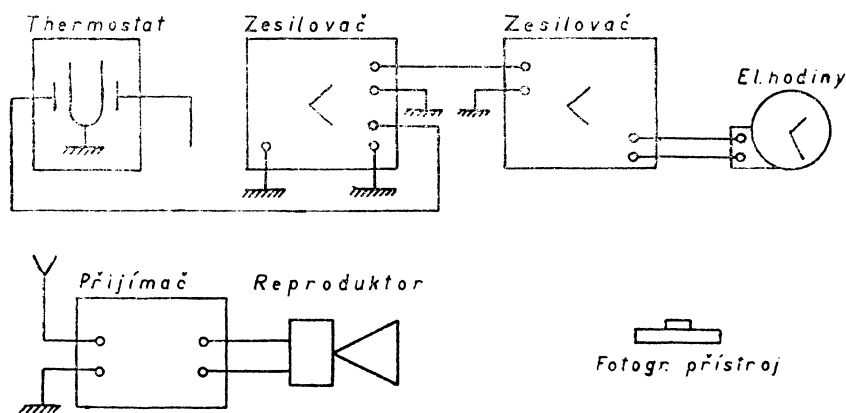 Thermostat
Zesilovač
Zesilovač
El. hodiny
Přijímač
Reproduktor
Fotogr. přístroj